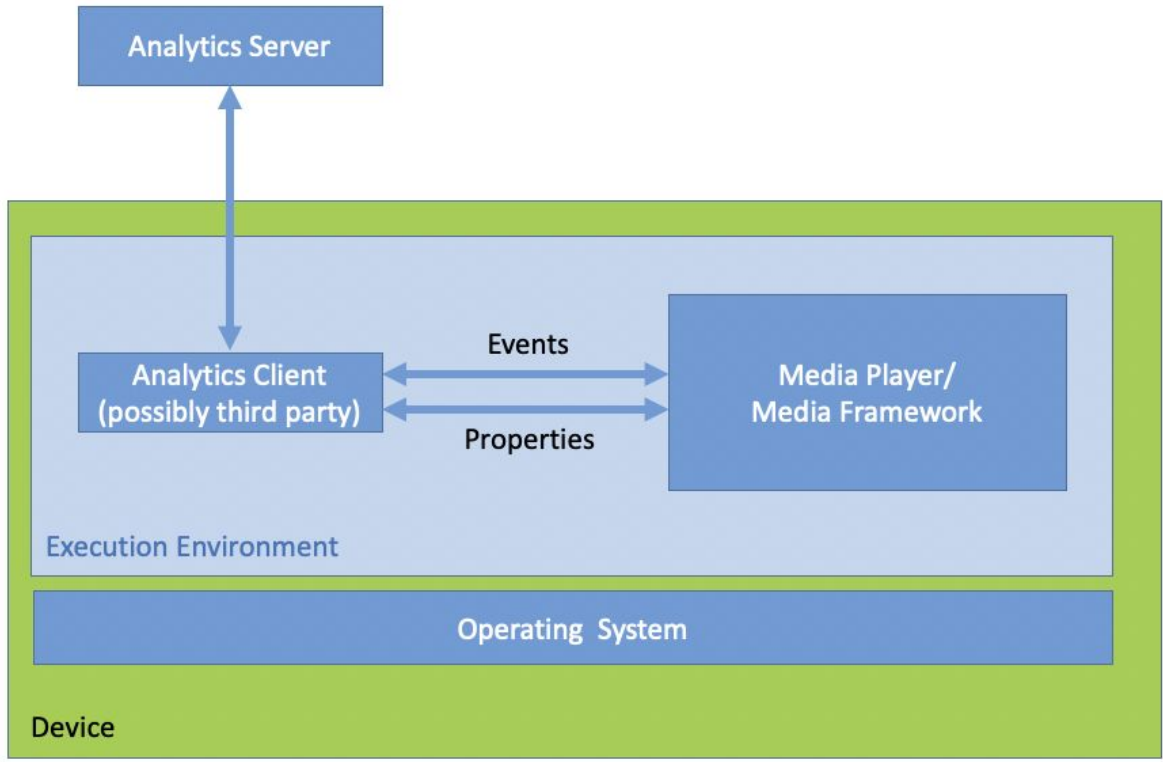 Analytics Server
Events
Analytics Client
(possibly third party)
Media Player/
Media Framework
Properties
Execution Environment
Operating System
Device